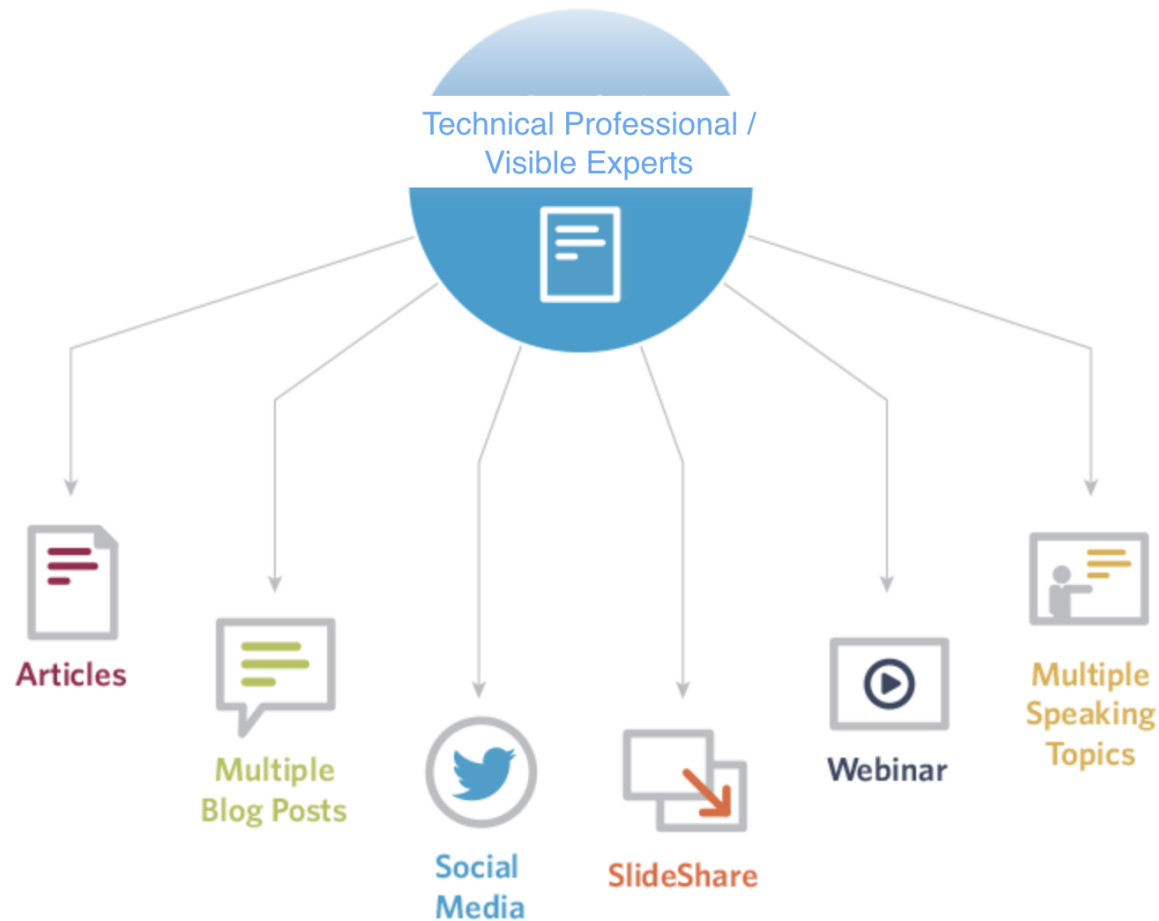 Technical Professional /
Visible Experts
Articles
Multiple
Blog Posts
Social
Media
SlideShare
Webinar
Multiple
Speaking
Topics